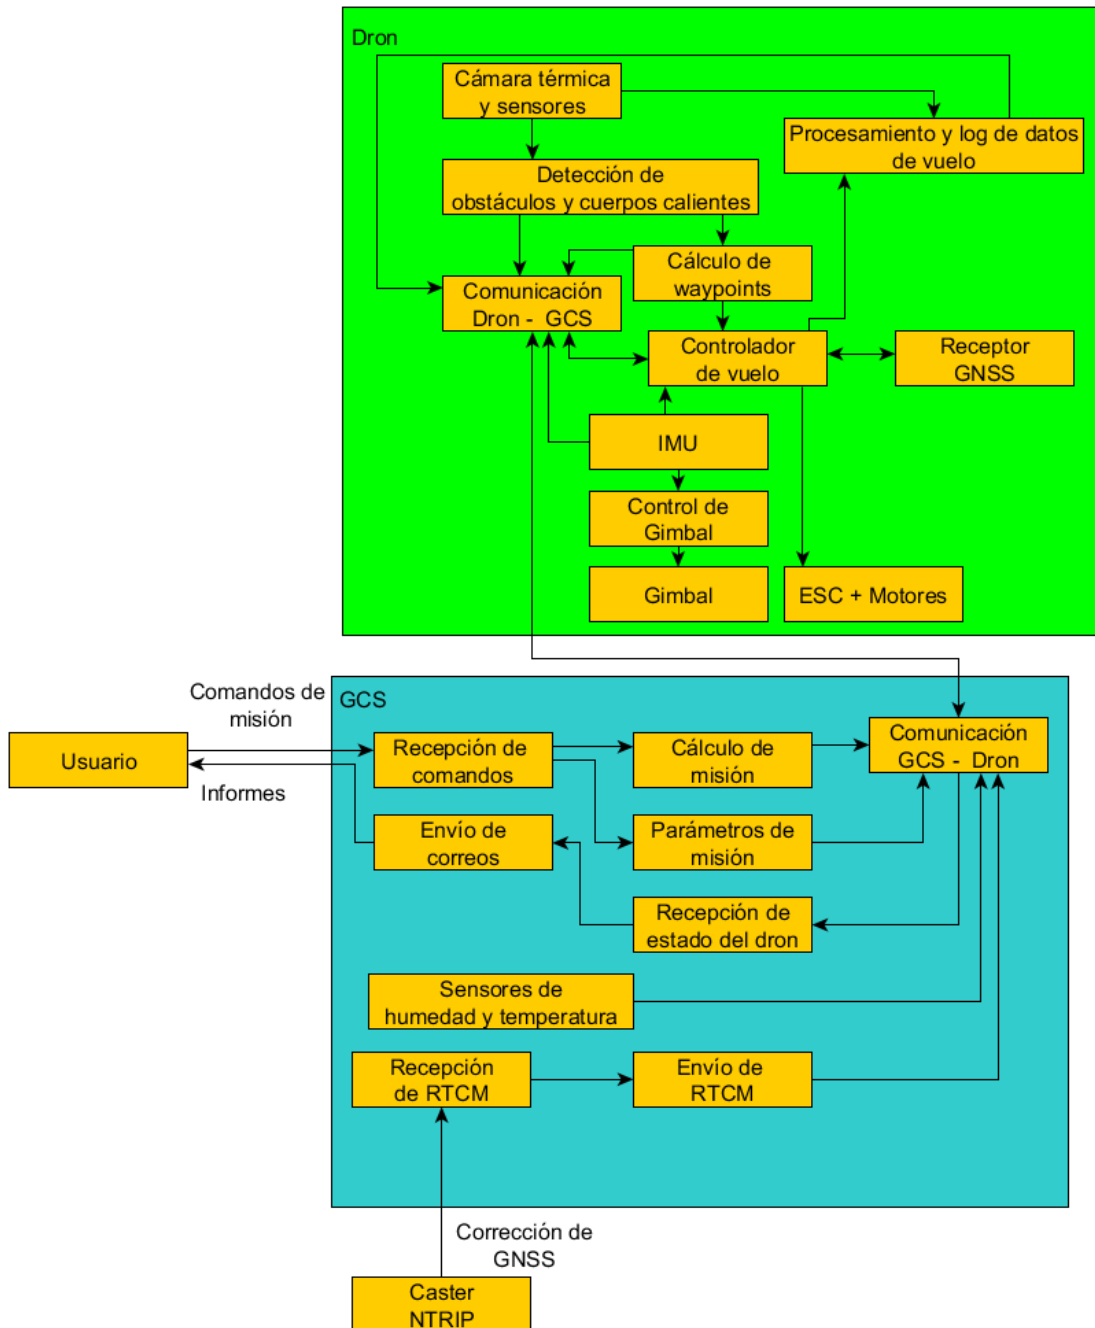 Dron
Cámara térmica
y sensores
Procesamiento y log de datos
de vuelo
Detección de
obstáculos y cuerpos calientes
Cálculo de
waypoints
Comunicación
Dron - GCS
Controlador
de vuelo
Receptor
GNSS
IMU
Control de
Gimbal
Gimbal
ESC + Motores
GCS
Comandos de
misión
Usuario
Informes
Recepción de
comandos
Cálculo de
misión
Comunicación
GCS - Dron
Envío de
correos
Parámetros de
misión
Recepción de
estado del dron
Sensores de
humedad y temperatura
Recepción
de RTCM
Envío de
RTCM
Corrección de
GNSS
Caster
NTRIP